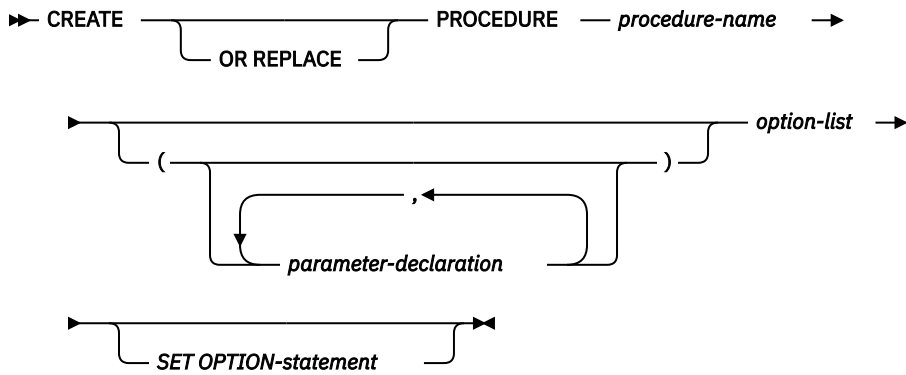 CREATE OR REPLACE PROCEDURE procedure-name
( ) option-list
,
parameter-declaration
SET OPTION-statement